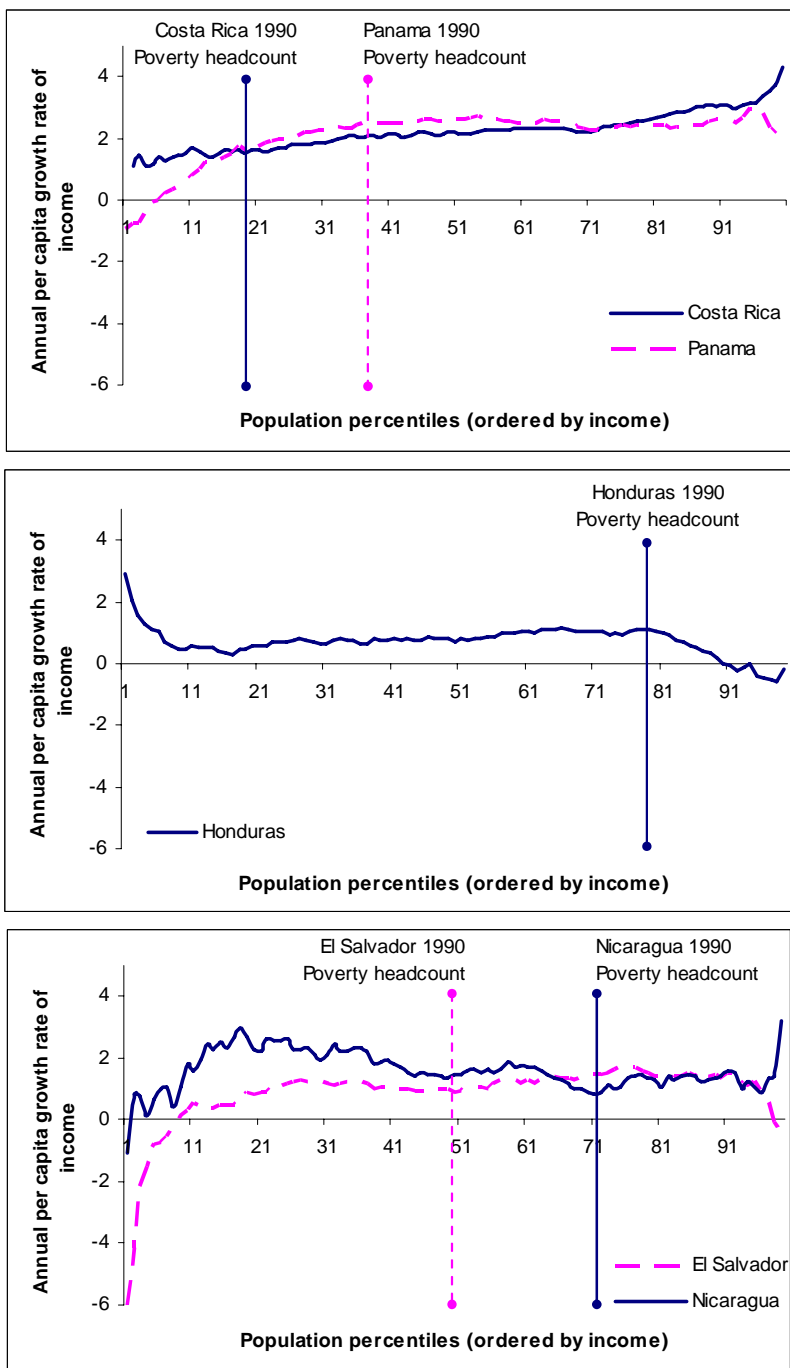 Costa Rica 1990 Panama 1990
Poverty headcount Poverty headcount
Annual per capita growth rate of
income
4
2
0
-2
-4
-6
1 11 21 31 41 51 61 71 81 91
Costa Rica
Panama
Population percentiles (ordered by income)
Honduras 1990
Poverty headcount
Annual per capita growth rate of
income
4
2
0
-2
-4
-6
1 11 21 31 41 51 61 71 81 91
Honduras
Population percentiles (ordered by income)
El Salvador 1990 Nicaragua 1990
Poverty headcount Poverty headcount
Annual per capita growth rate of
income
4
2
0
-2
-4
-6
1 11 21 31 41 51 61 71 81 91
El Salvador
Nicaragua
Population percentiles (ordered by income)